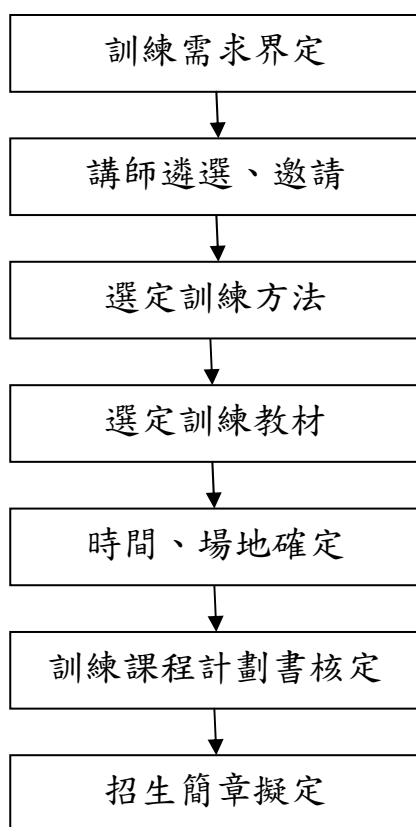 訓練需求界定
講師遴選、邀請
選定訓練方法
選定訓練教材
時間、場地確定
訓練課程計劃書核定
招生簡章擬定